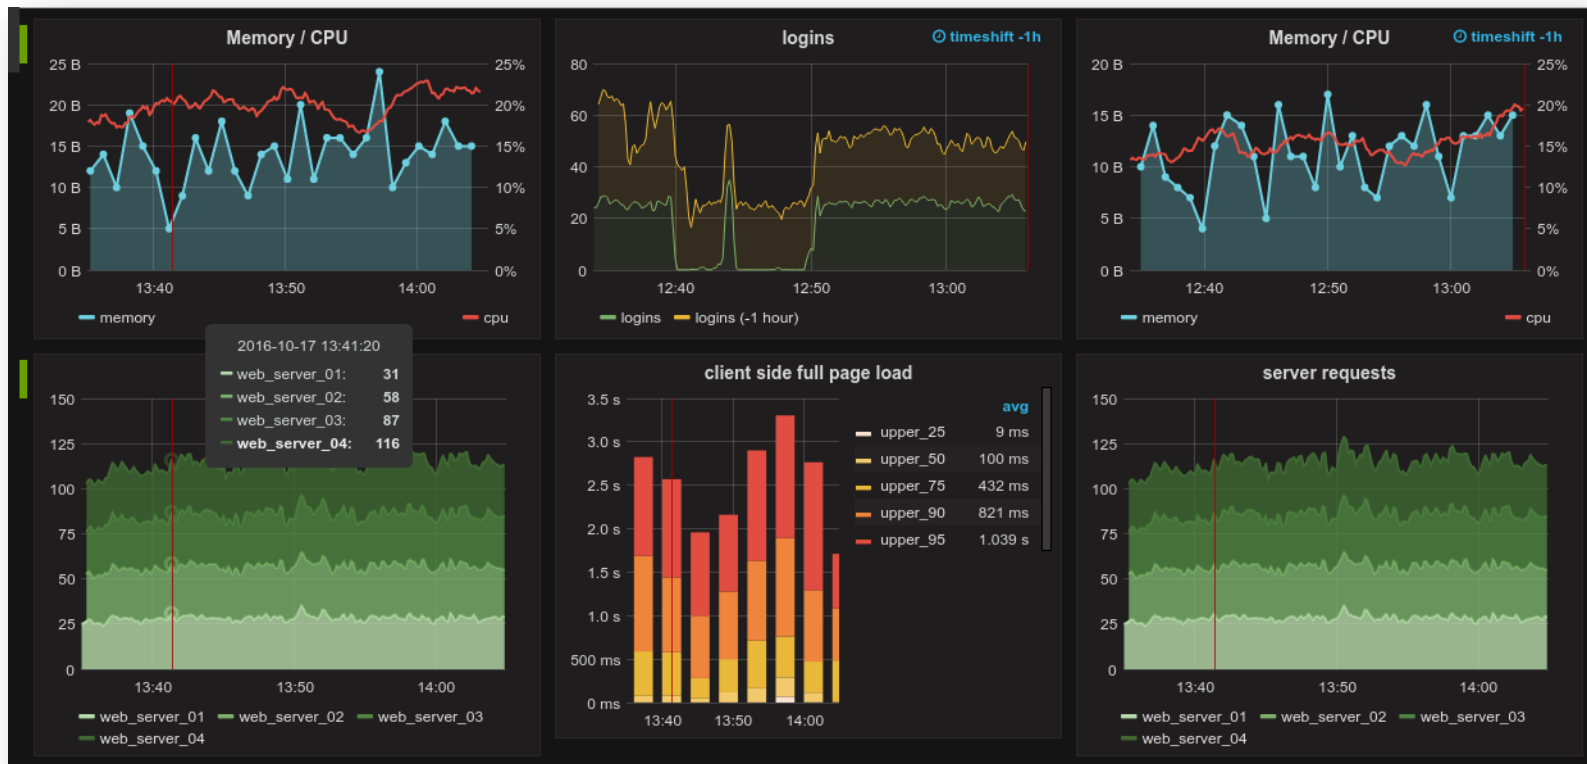 Memory / CPU
25 B
20 B
15 B
10 B
5 B
0 B
25%
20%
15%
10%
5%
0%
13:40 13:50 14:00
memory cpu
logins timeshift -1h
80
60
40
20
0
12:40 12:50 13:00
logins logins (-1 hour)
Memory / CPU timeshift -1h
20 B
15 B
10 B
5 B
0 B
25%
20%
15%
10%
5%
0%
12:40 12:50 13:00
memory cpu
2016-10-17 13:41:20
web_server_01: 31
web_server_02: 58
web_server_03: 87
web_server_04: 116
150
125
100
75
50
25
0
13:40 13:50 14:00
web_server_01 web_server_02 web_server_03
web_server_04
client side full page load
3.5 s
3.0 s
2.5 s
2.0 s
1.5 s
1.0 s
500 ms
0 ms
13:40 13:50 14:00
avg
upper_25 9 ms
upper_50 100 ms
upper_75 432 ms
upper_90 821 ms
upper_95 1.039 s
server requests
150
125
100
75
50
25
0
13:40 13:50 14:00
web_server_01 web_server_02 web_server_03
web_server_04